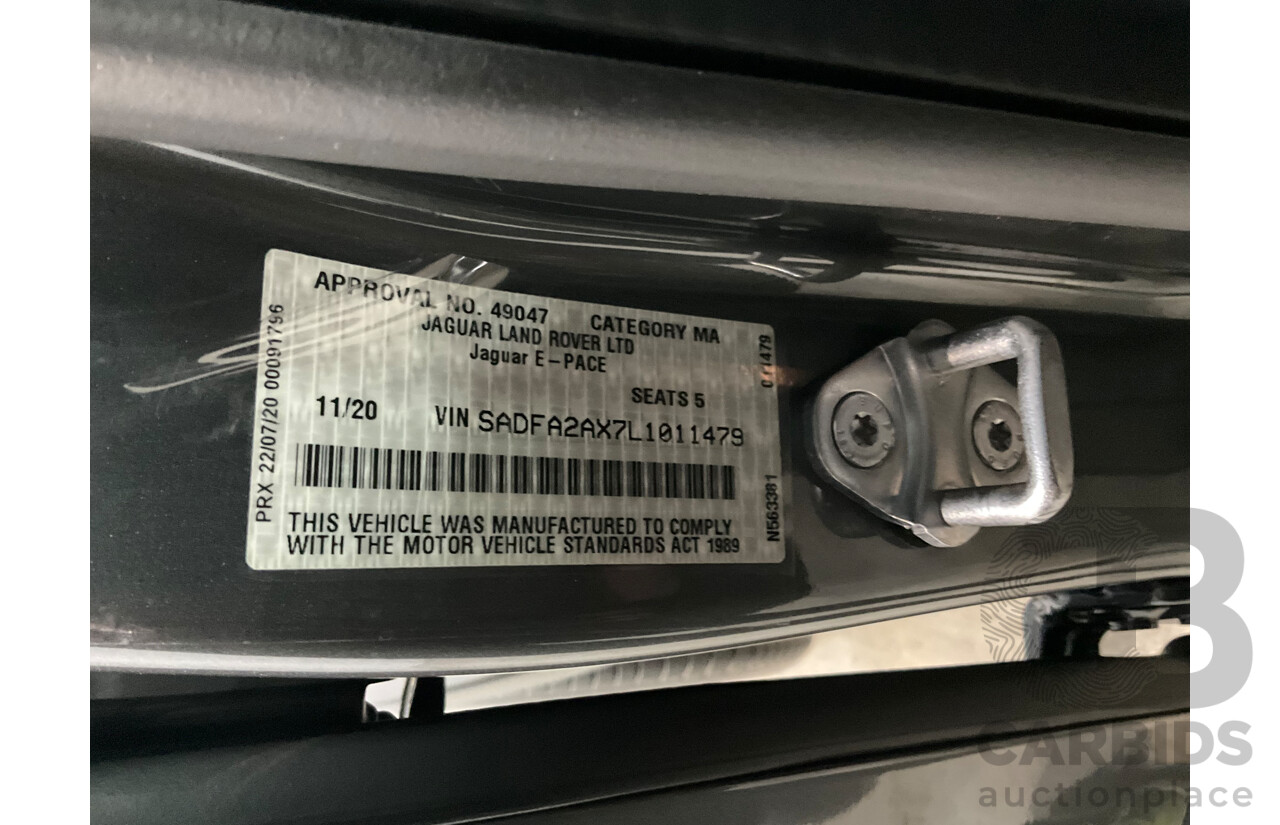 APPROVAL NO. 49047 CATEGORY MA
JAGUAR LAND ROVER LTD
Jaguar E-PACE
SEATS 5
11/20 VIN SADFA2AX7L1011479
THIS VEHICLE WAS MANUFACTURED TO COMPLY
WITH THE MOTOR VEHICLE STANDARDS ACT 1989
PRX 22/07/20 00091796
N563381
B
CARBIDS
auctionplace